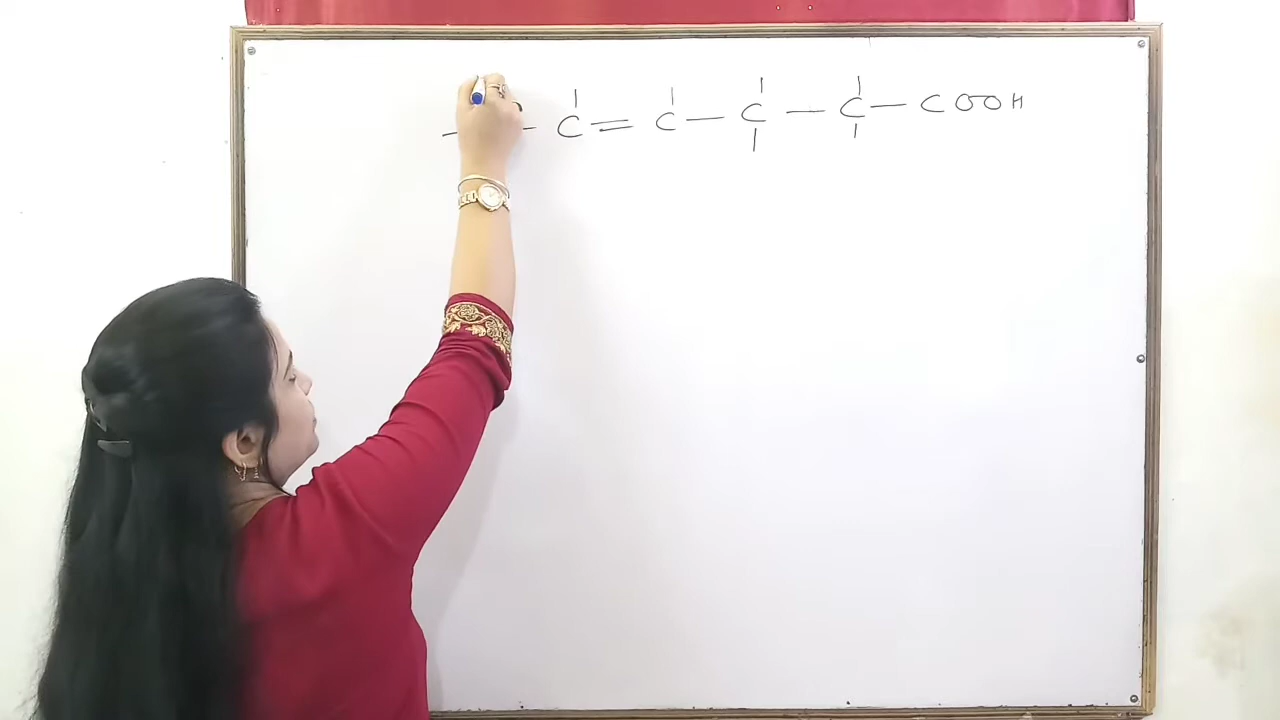 — C = C — C — C — COOH